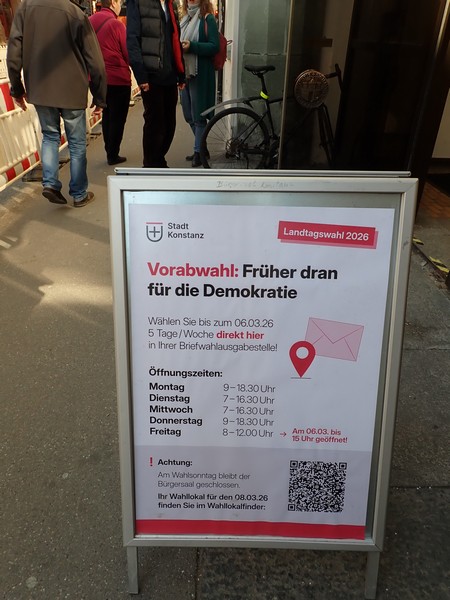 Stadt
Konstanz
Landtagswahl 2026
Vorabwahl: Früher dran
für die Demokratie
Wählen Sie bis zum 06.03.26
5 Tage/Woche direkt hier
in Ihrer Briefwahlausgabestelle!
Öffnungszeiten:
Montag 9–18.30 Uhr
Dienstag 7–16.30 Uhr
Mittwoch 7–16.30 Uhr
Donnerstag 9–18.30 Uhr
Freitag 8–12.00 Uhr → Am 06.03. bis
15 Uhr geöffnet!
! Achtung:
Am Wahlsonntag bleibt der
Bürgersaal geschlossen.
Ihr Wahllokal für den 08.03.26
finden Sie im Wahllokalfinder: